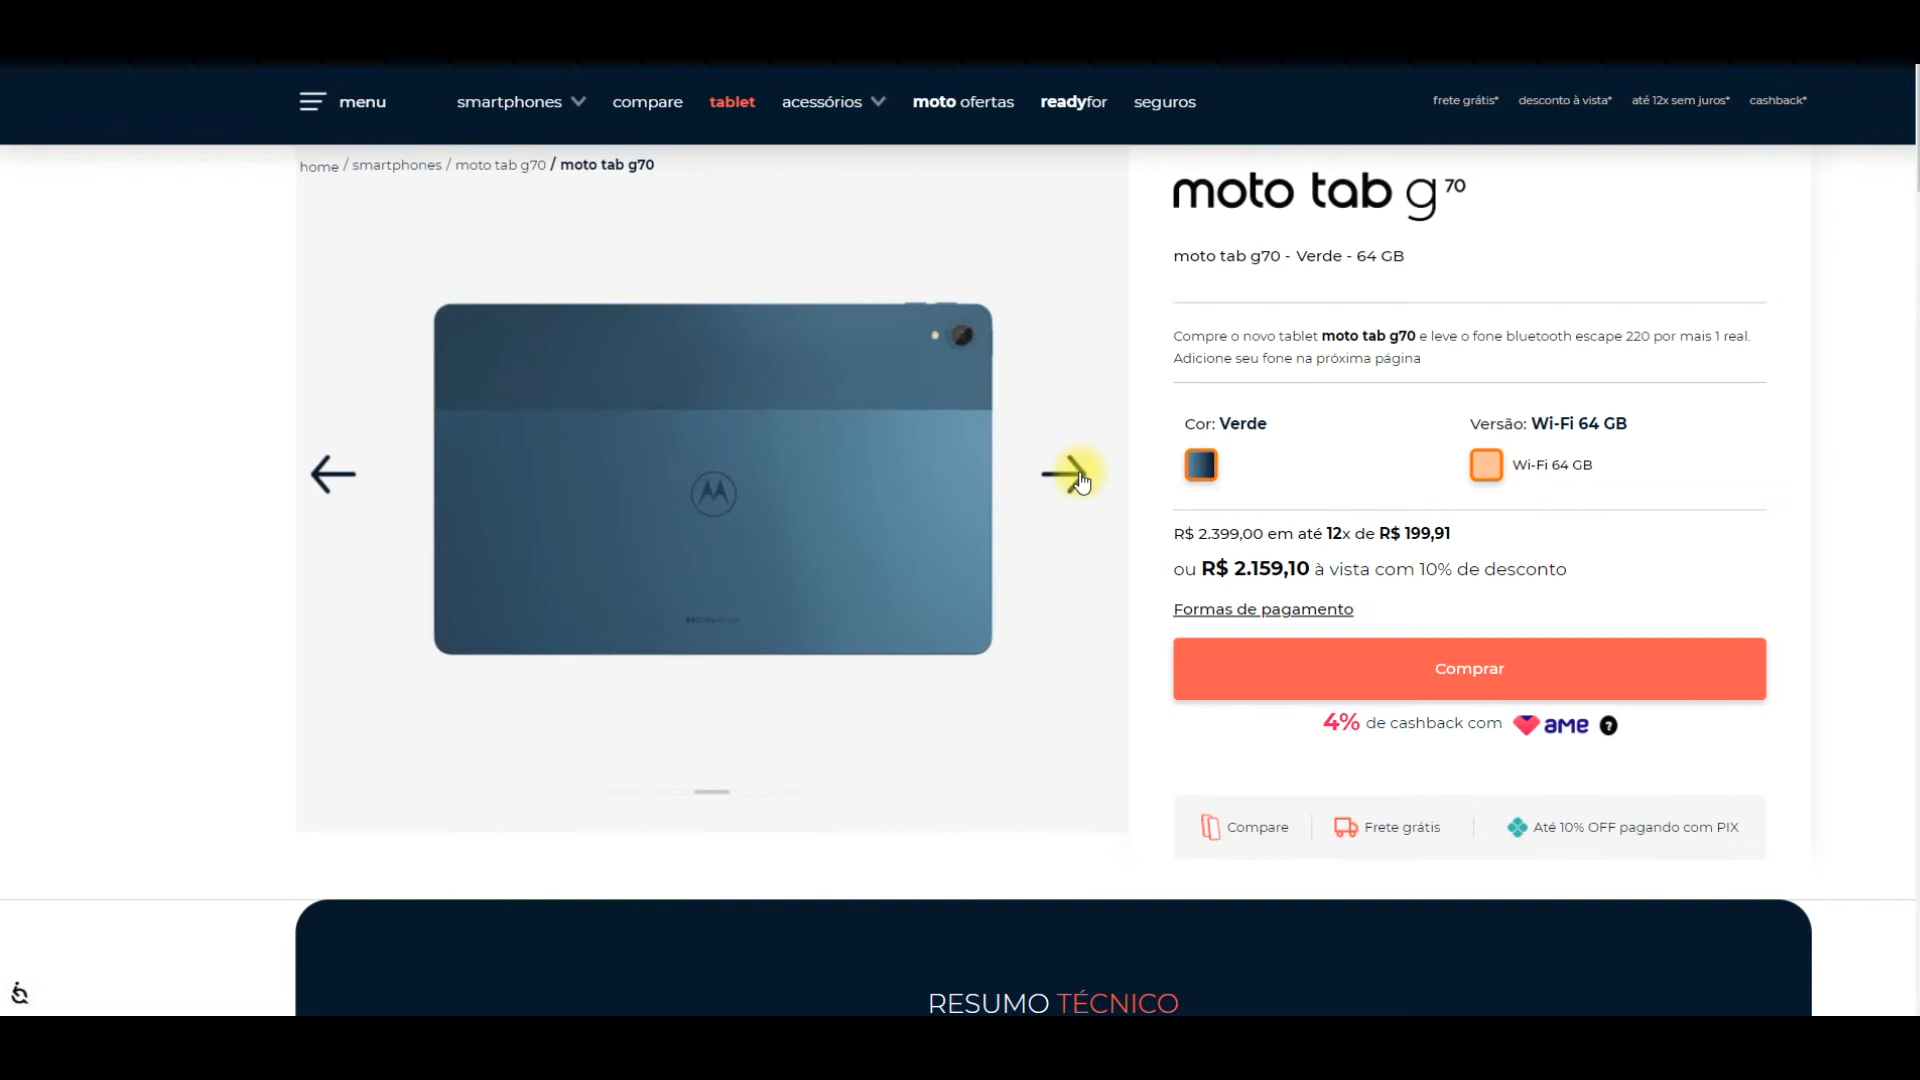 menu
smartphones
compare
tablet
acessórios
moto ofertas
readyfor
seguros
frete grátis*
desconto à vista*
até 12x sem juros*
cashback*
home / smartphones / moto tab g70 / moto tab g70
moto tab g70
moto tab g70 - Verde - 64 GB
Compre o novo tablet moto tab g70 e leve o fone bluetooth escape 220 por mais 1 real.
Adicione seu fone na próxima página
Cor: Verde
Versão: Wi-Fi 64 GB
Wi-Fi 64 GB
R$ 2.399,00 em até 12x de R$ 199,91
ou R$ 2.159,10 à vista com 10% de desconto
Formas de pagamento
Comprar
4% de cashback com ame ?
Compare
Frete grátis
Até 10% OFF pagando com PIX
RESUMO TÉCNICO